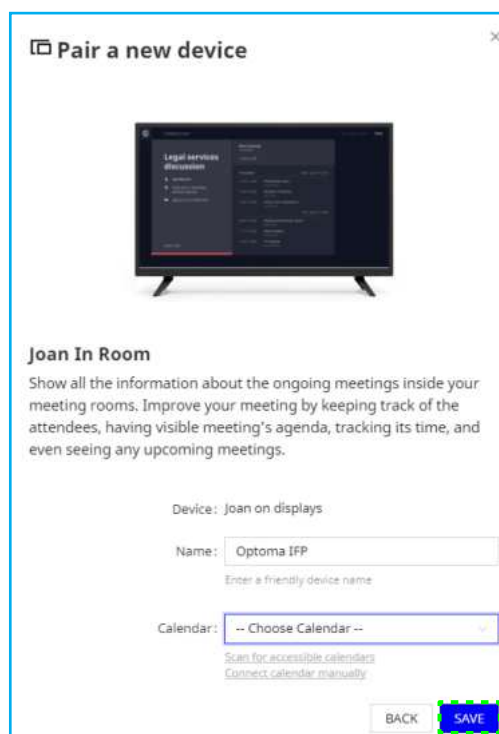 Pair a new device
Legal services
discussion
Joan In Room
Show all the information about the ongoing meetings inside your
meeting rooms. Improve your meeting by keeping track of the
attendees, having visible meeting's agenda, tracking its time, and
even seeing any upcoming meetings.
Device: Joan on displays
Name: Optoma IFP
Enter a friendly device name
Calendar: -- Choose Calendar --
Scan for accessible calendars
Connect calendar manually
BACK SAVE